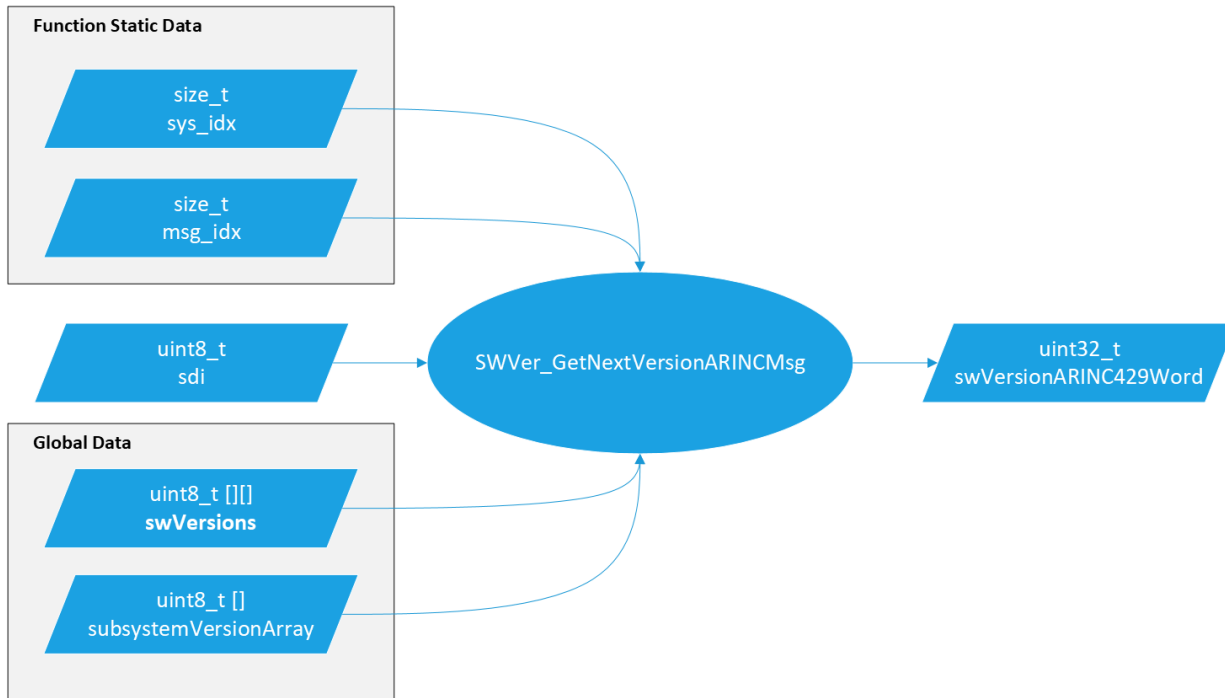 Function Static Data
size_t
sys_idx
size_t
msg_idx
uint8_t
sdi
SWVer_GetNextVersionARINCMsg
uint32_t
swVersionARINC429Word
Global Data
uint8_t [][]
swVersions
uint8_t []
subsystemVersionArray